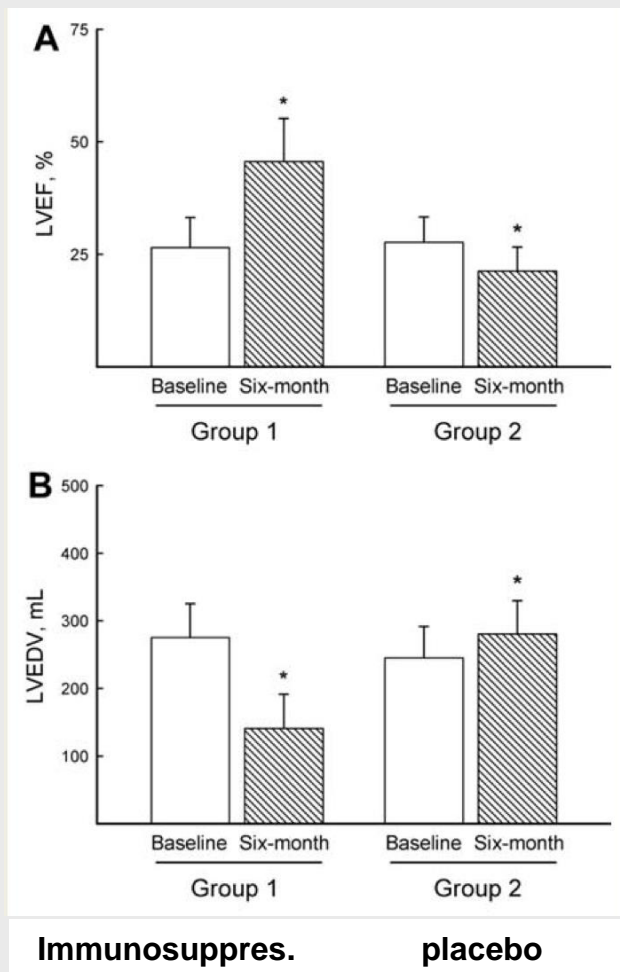 A
75
50
25
LVEF, %
*
*
Baseline Six-month Baseline Six-month
Group 1 Group 2
B
500
400
300
200
100
LVEDV, mL
*
*
Baseline Six-month Baseline Six-month
Group 1 Group 2
Immunosuppres. placebo